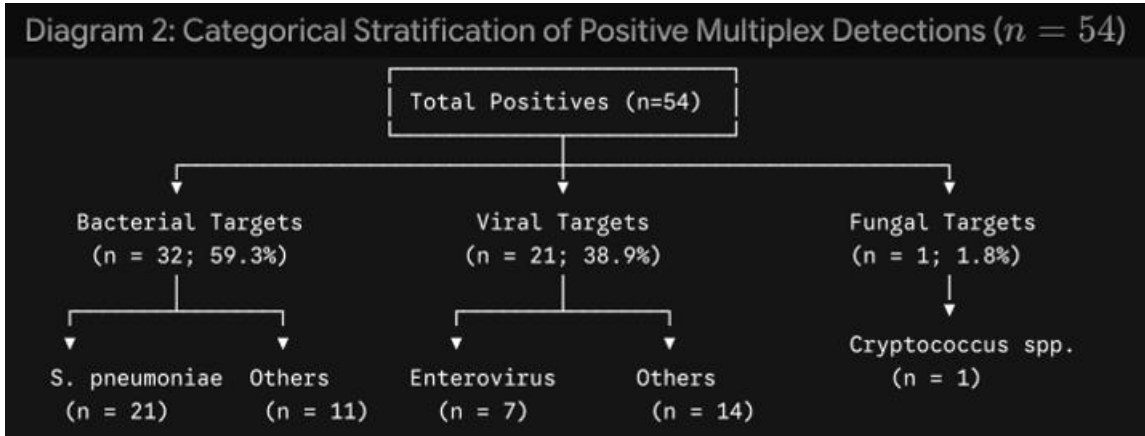 Diagram 2: Categorical Stratification of Positive Multiplex Detections (n = 54)
Total Positives (n=54)
Bacterial Targets
(n = 32; 59.3%)
Viral Targets
(n = 21; 38.9%)
Fungal Targets
(n = 1; 1.8%)
S. pneumoniae
(n = 21)
Others
(n = 11)
Enterovirus
(n = 7)
Others
(n = 14)
Cryptococcus spp.
(n = 1)